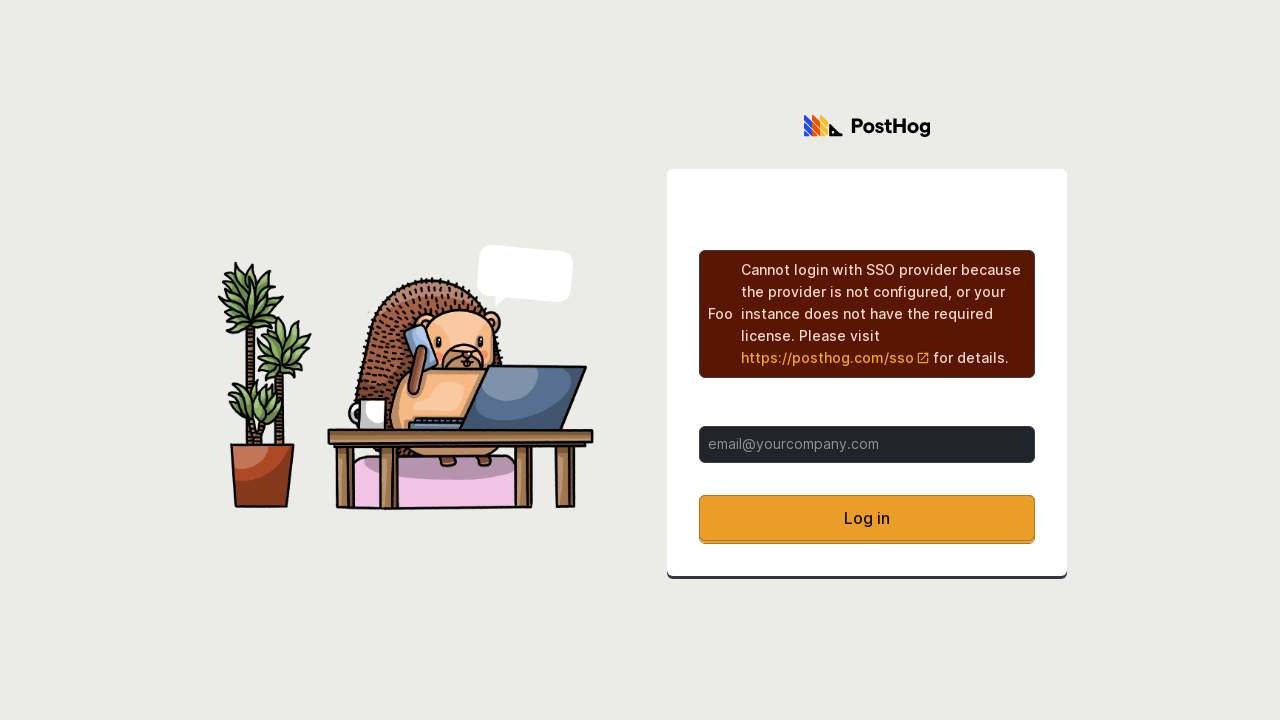 PostHog
Cannot login with SSO provider because
the provider is not configured, or your
Foo instance does not have the required
license. Please visit
https://posthog.com/sso for details.
email@yourcompany.com
Log in